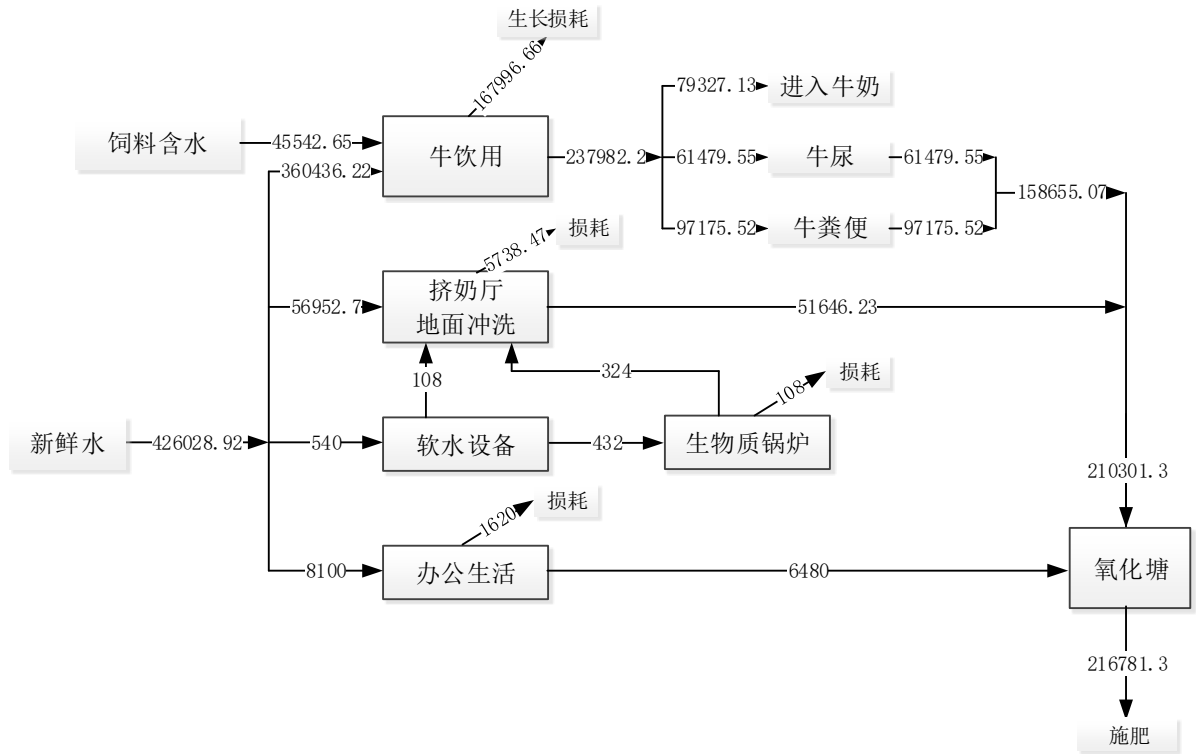 生长损耗
167996.66
79327.13
进入牛奶
饲料含水
45542.65
牛饮用
237982.2
61479.55
牛尿
61479.55
360436.22
158655.07
97175.52
牛粪便
97175.52
5738.47
损耗
挤奶厅
地面冲洗
56952.7
51646.23
108
324
108
损耗
新鲜水
426028.92
540
软水设备
432
生物质锅炉
210301.3
1620
损耗
8100
办公生活
6480
氧化塘
216781.3
施肥